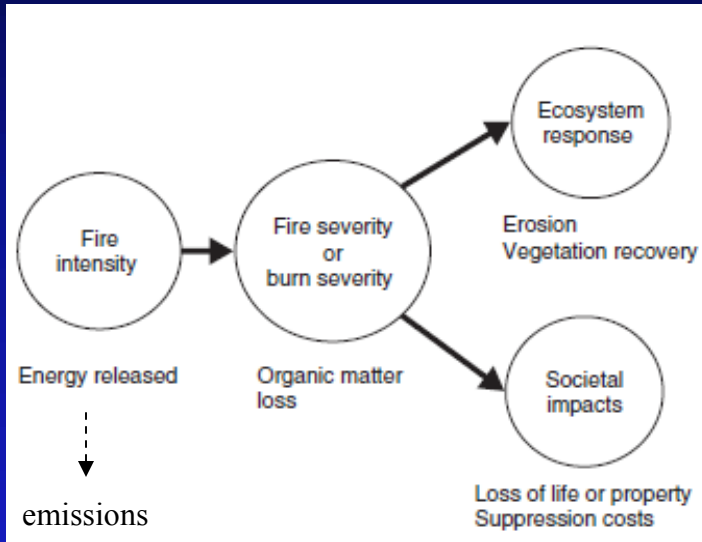 Fire
intensity
Energy released
emissions
Fire severity
or
burn severity
Organic matter
loss
Ecosystem
response
Erosion
Vegetation recovery
Societal
impacts
Loss of life or property
Suppression costs